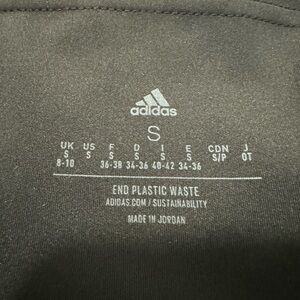 adidas
S
UK US F D I E CDN J
S S S S S S S/P OT
8-10 36-38 34-36 40-42 34-36
END PLASTIC WASTE
ADIDAS.COM/SUSTAINABILITY
MADE IN JORDAN